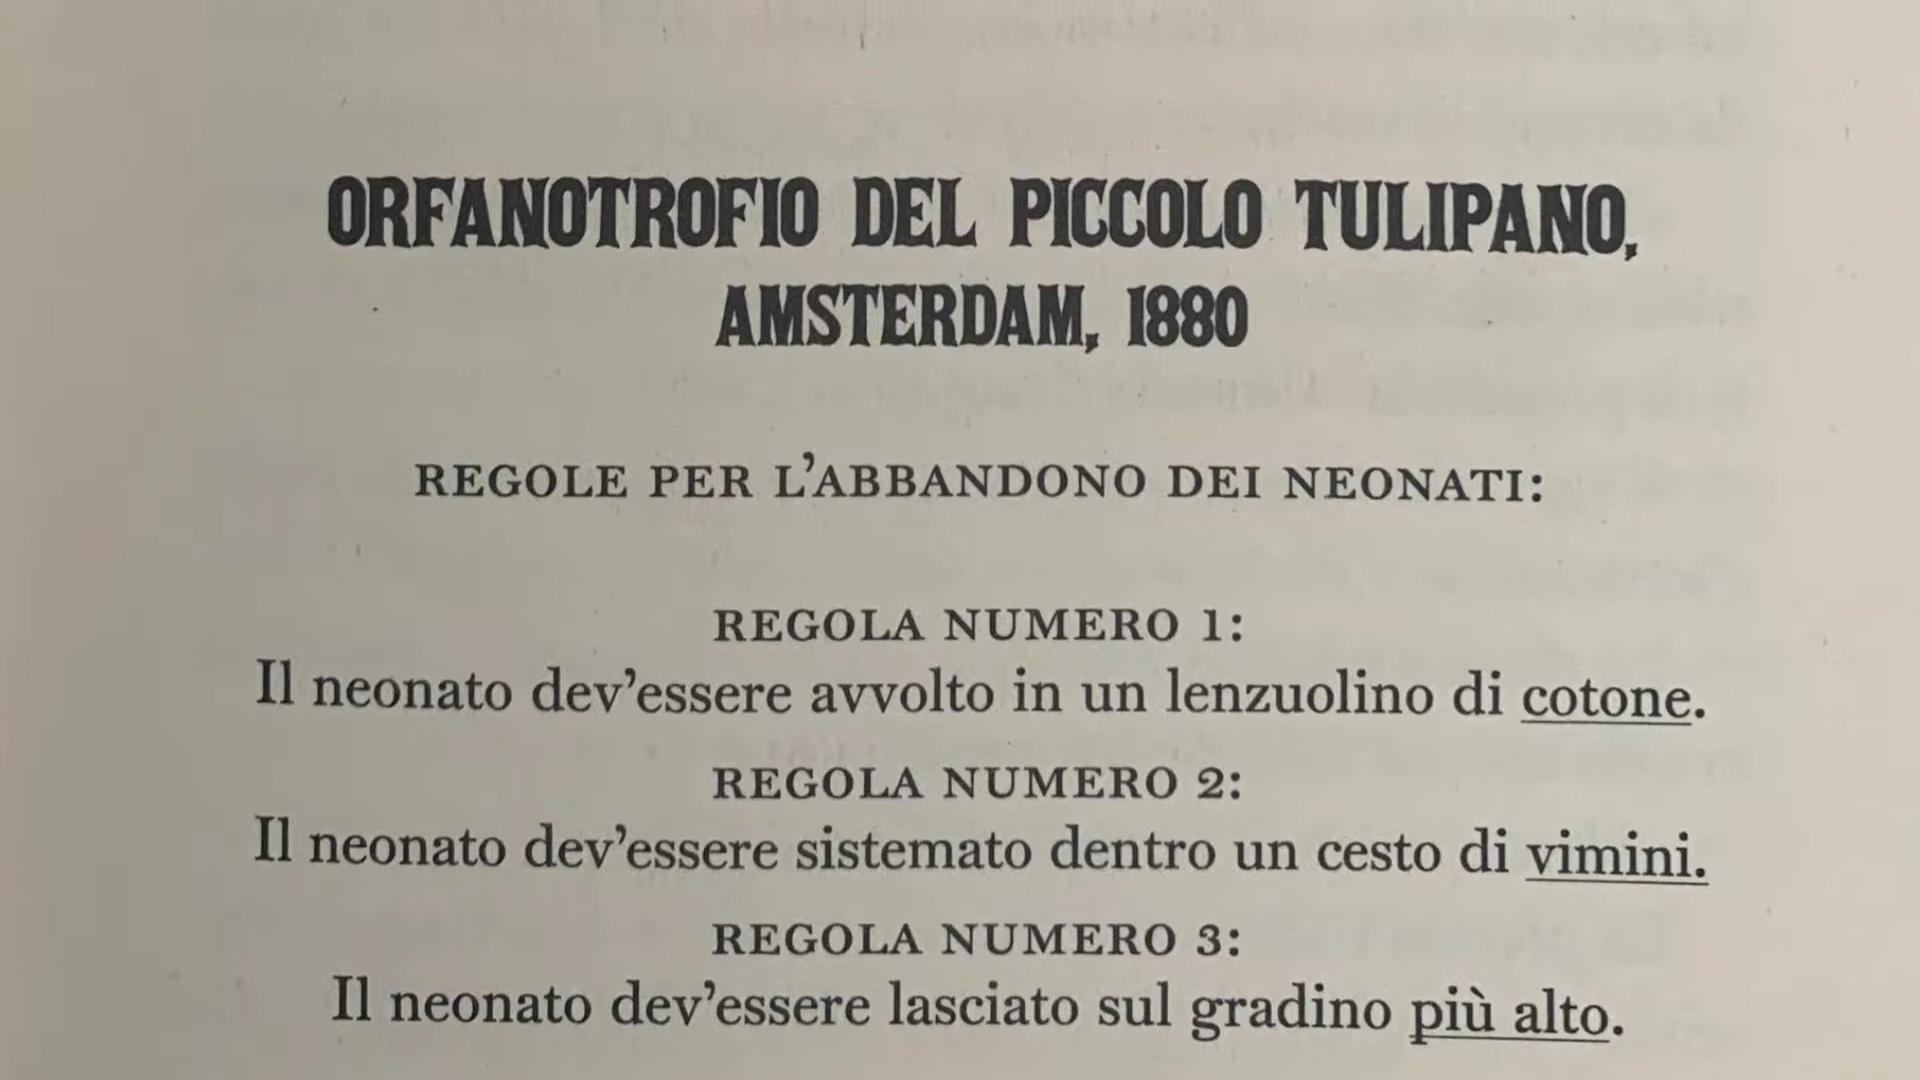 ORFANOTROFIO DEL PICCOLO TULIPANO,
AMSTERDAM, 1880
REGOLE PER L'ABBANDONO DEI NEONATI:
REGOLA NUMERO 1:
Il neonato dev'essere avvolto in un lenzuolino di cotone.
REGOLA NUMERO 2:
Il neonato dev'essere sistemato dentro un cesto di vimini.
REGOLA NUMERO 3:
Il neonato dev'essere lasciato sul gradino più alto.